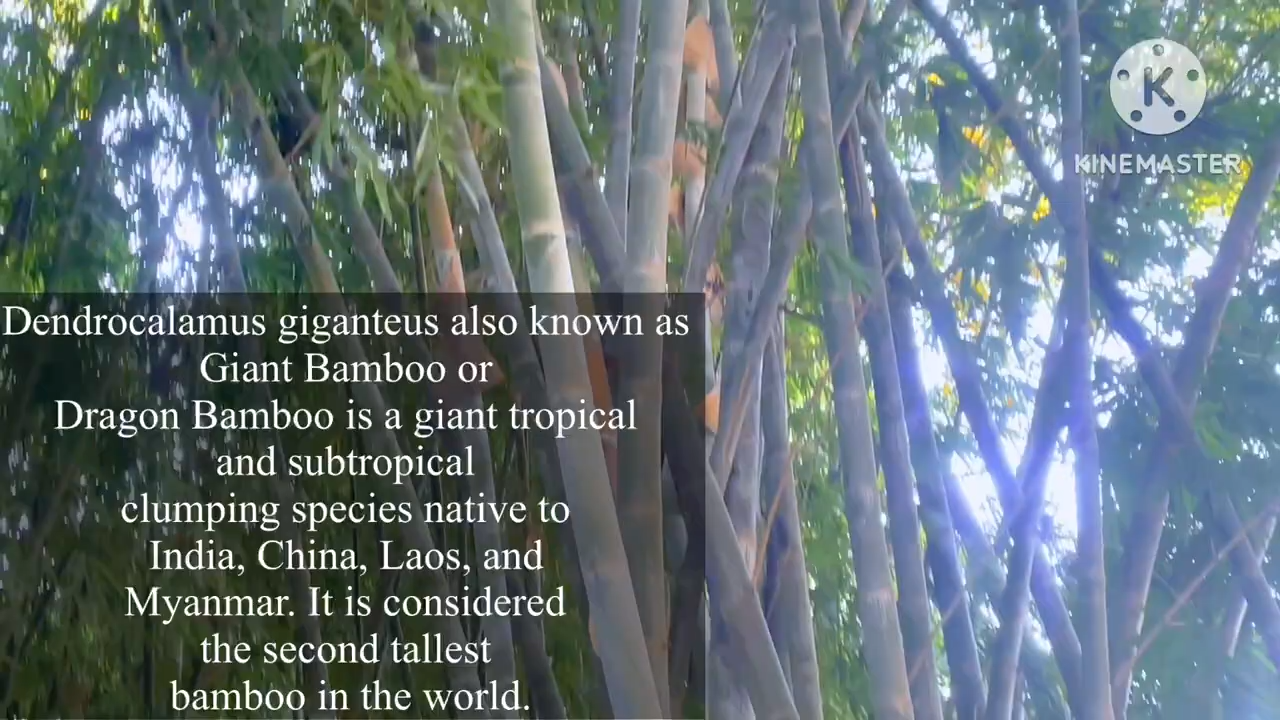 K
KINEMASTER
Dendrocalamus giganteus also known as
Giant Bamboo or
Dragon Bamboo is a giant tropical
and subtropical
clumping species native to
India, China, Laos, and
Myanmar. It is considered
the second tallest
bamboo in the world.